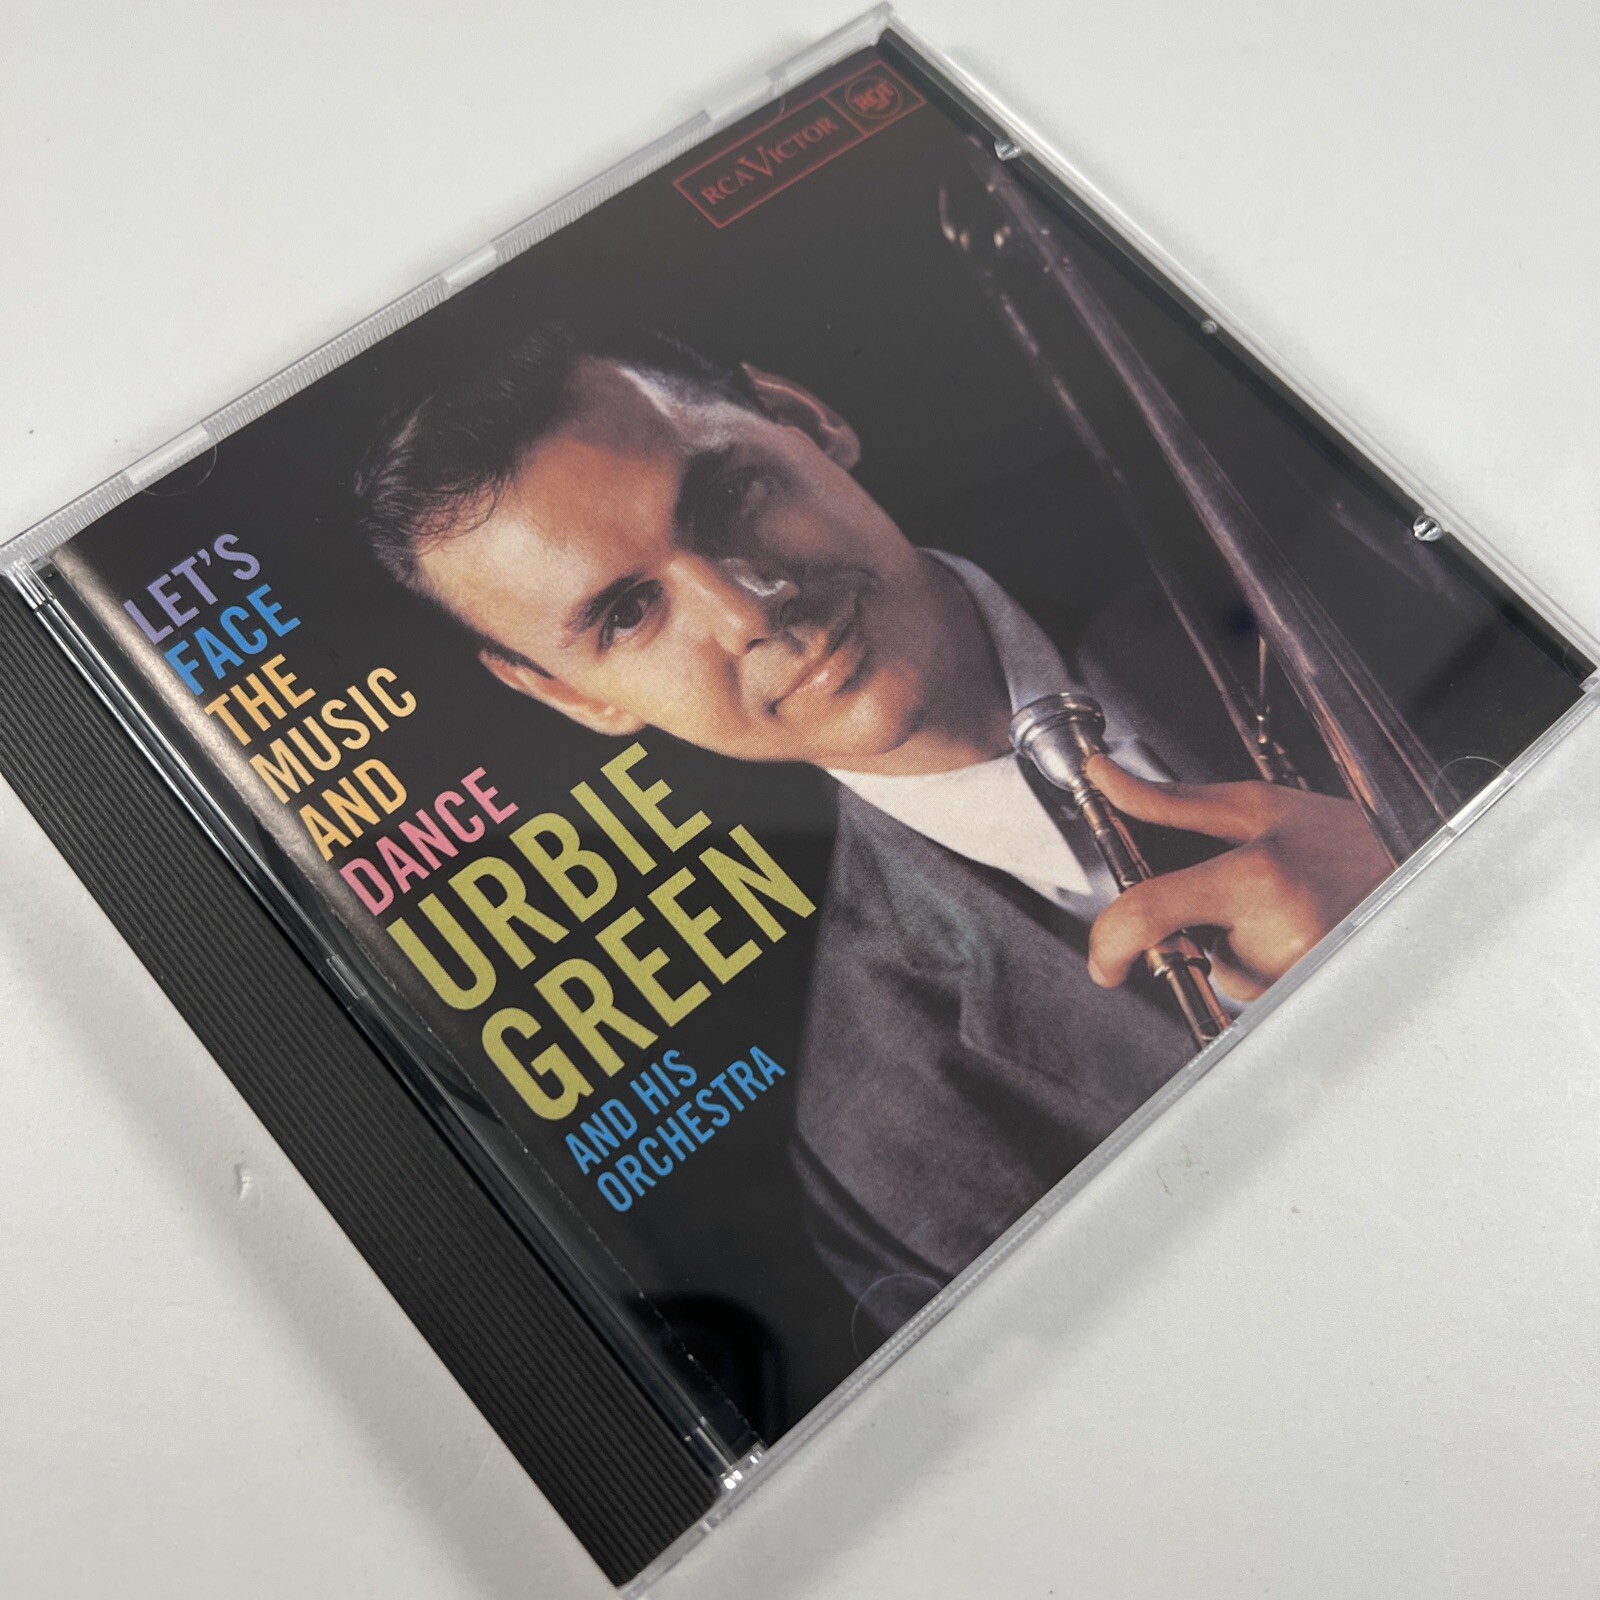 RCA VICTOR
RCA
LET'S
FACE
THE
MUSIC
AND
DANCE
URBIE
GREEN
AND HIS
ORCHESTRA